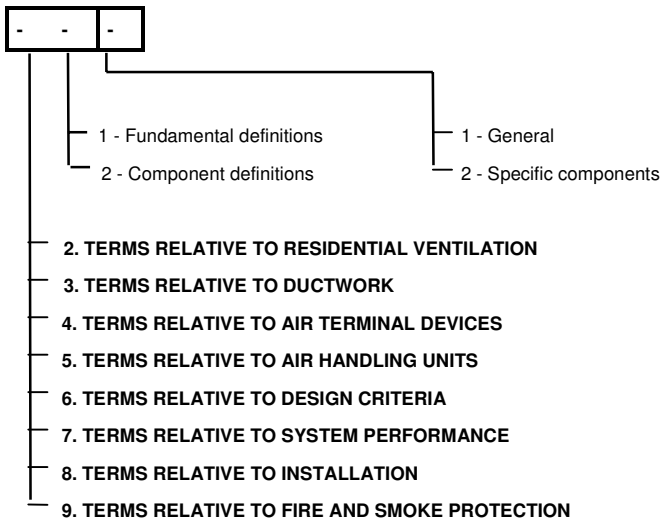 - - -
1 - Fundamental definitions
1 - General
2 - Component definitions
2 - Specific components
2. TERMS RELATIVE TO RESIDENTIAL VENTILATION
3. TERMS RELATIVE TO DUCTWORK
4. TERMS RELATIVE TO AIR TERMINAL DEVICES
5. TERMS RELATIVE TO AIR HANDLING UNITS
6. TERMS RELATIVE TO DESIGN CRITERIA
7. TERMS RELATIVE TO SYSTEM PERFORMANCE
8. TERMS RELATIVE TO INSTALLATION
9. TERMS RELATIVE TO FIRE AND SMOKE PROTECTION